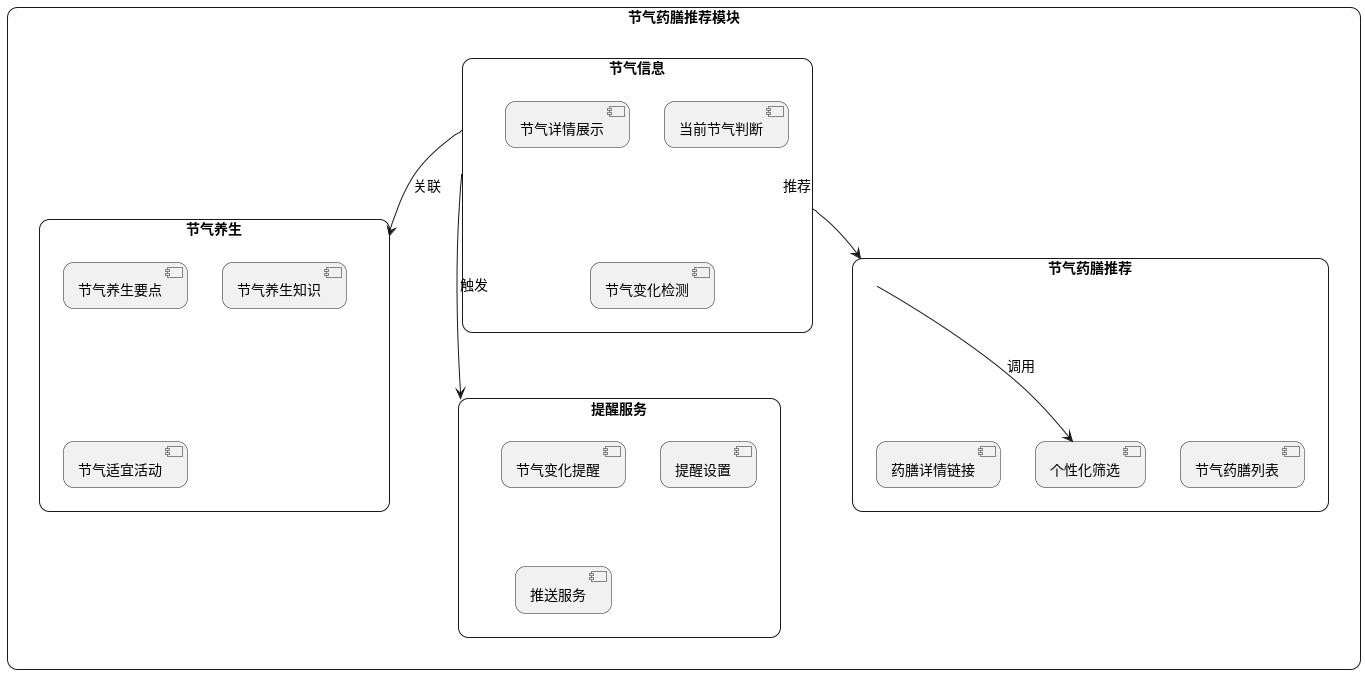 节气药膳推荐模块
节气信息
节气详情展示
当前节气判断
推荐
关联
节气养生
节气养生要点
节气养生知识
触发
节气变化检测
节气药膳推荐
调用
节气适宜活动
提醒服务
节气变化提醒
提醒设置
药膳详情链接
个性化筛选
节气药膳列表
推送服务